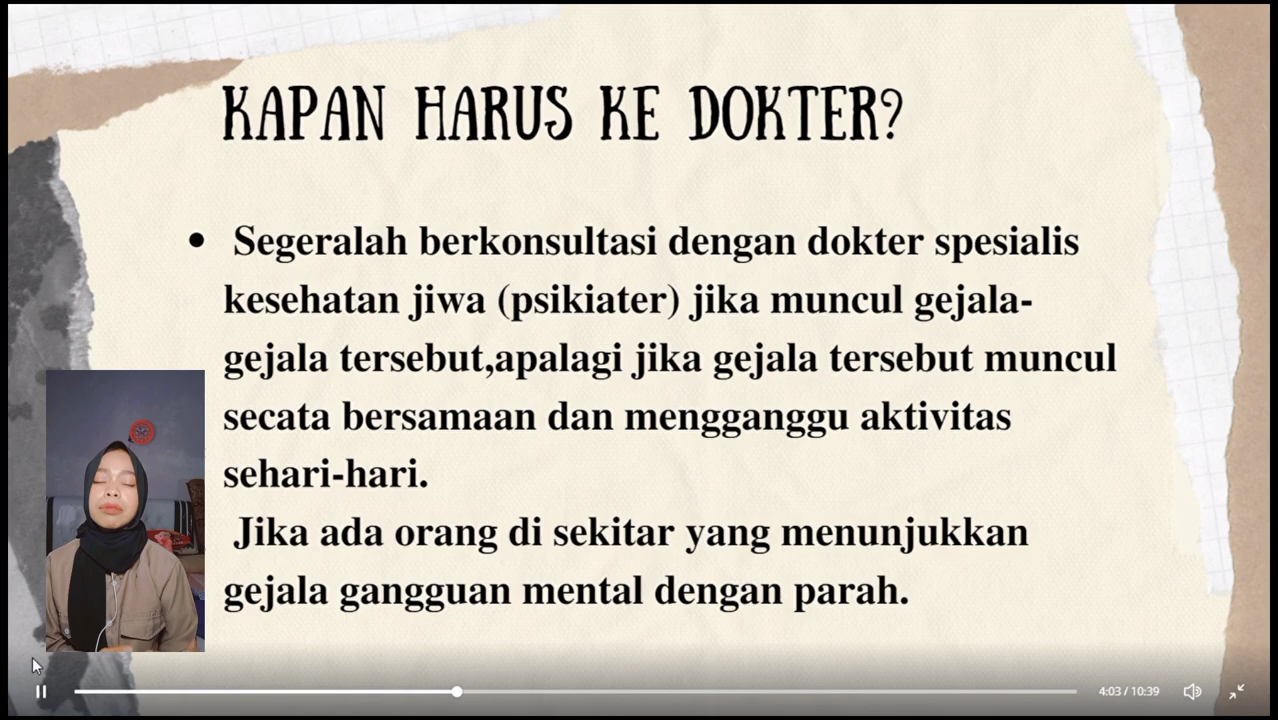 KAPAN HARUS KE DOKTER?
• Segeralah berkonsultasi dengan dokter spesialis
kesehatan jiwa (psikiater) jika muncul gejala-
gejala tersebut,apalagi jika gejala tersebut muncul
secata bersamaan dan mengganggu aktivitas
sehari-hari.
Jika ada orang di sekitar yang menunjukkan
gejala gangguan mental dengan parah.
4:03 / 10:39